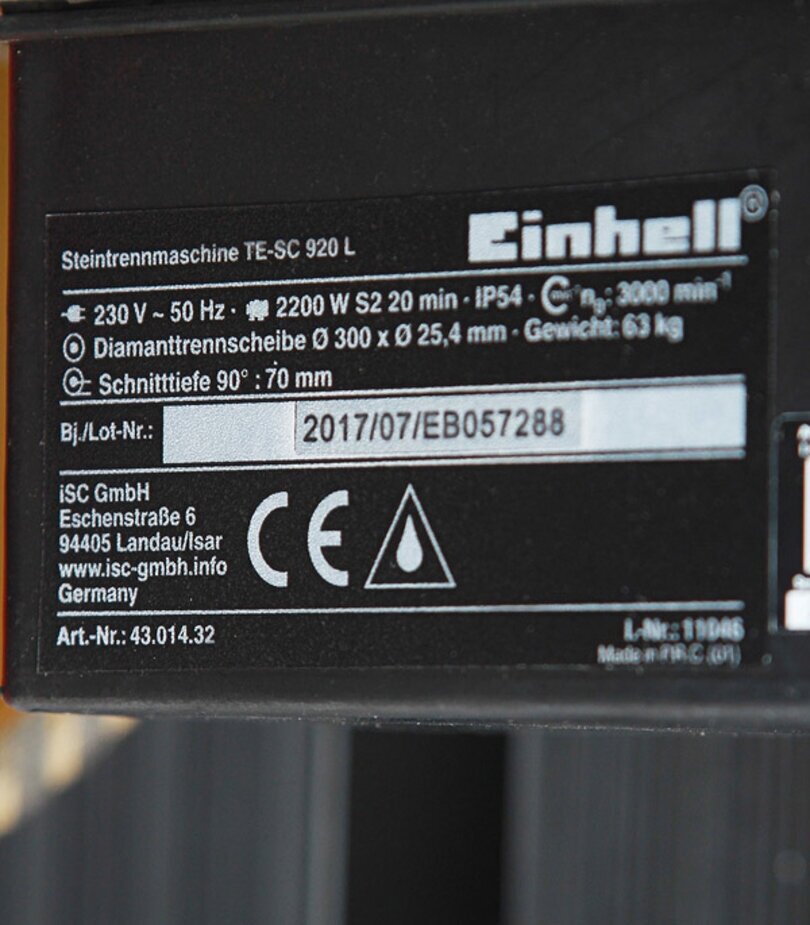 Einhell®
Steintrennmaschine TE-SC 920 L
230 V ~ 50 Hz · 2200 W S2 20 min · IP54 · n₀: 3000 min⁻¹
Diamanttrennscheibe Ø 300 x Ø 25,4 mm · Gewicht: 63 kg
Schnitttiefe 90° : 70 mm
Bj./Lot-Nr.: 2017/07/EB057288
iSC GmbH
Eschenstraße 6
94405 Landau/Isar
www.isc-gmbh.info
Germany
CE
Art.-Nr.: 43.014.32
I.-Nr.:
Made in P.R.C.